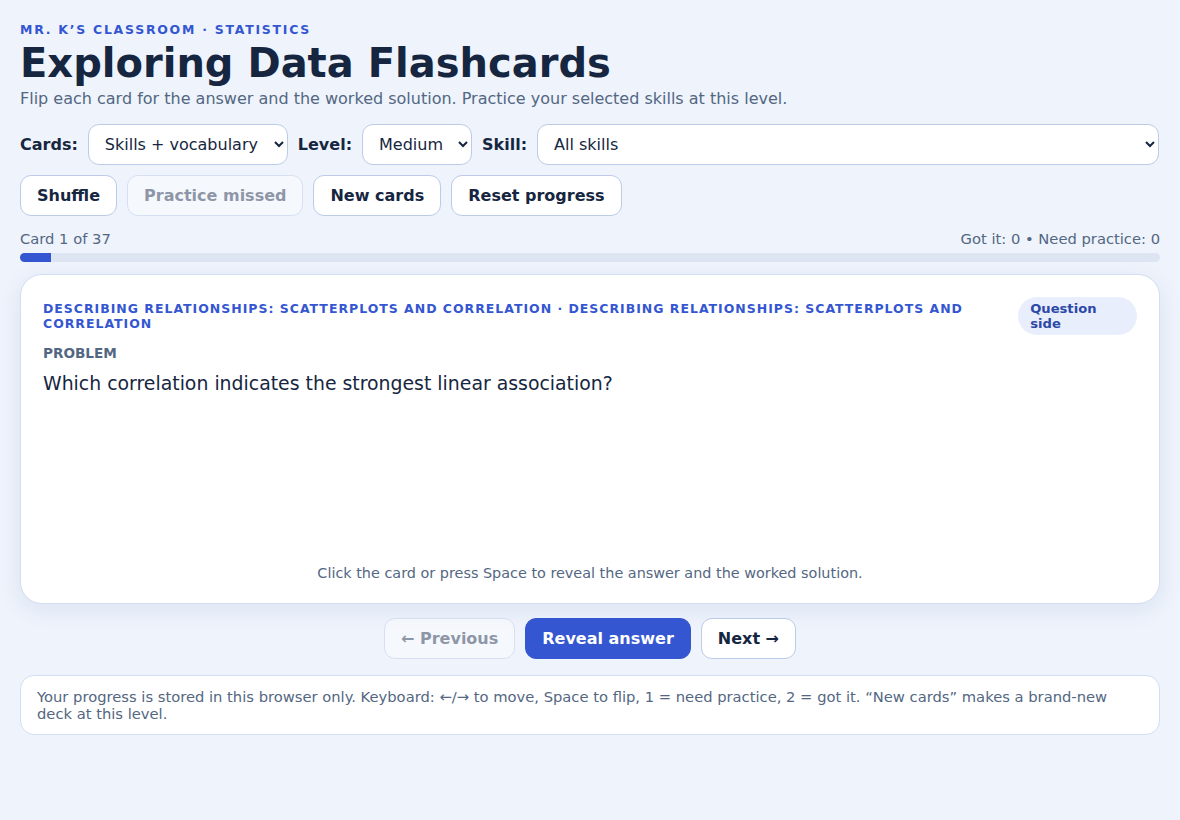 MR. K’S CLASSROOM · STATISTICS
Exploring Data Flashcards
Flip each card for the answer and the worked solution. Practice your selected skills at this level.
Cards: Skills + vocabulary Level: Medium Skill: All skills
Shuffle Practice missed New cards Reset progress
Card 1 of 37 Got it: 0 • Need practice: 0
DESCRIBING RELATIONSHIPS: SCATTERPLOTS AND CORRELATION · DESCRIBING RELATIONSHIPS: SCATTERPLOTS AND
CORRELATION
Question
side
PROBLEM
Which correlation indicates the strongest linear association?
Click the card or press Space to reveal the answer and the worked solution.
← Previous Reveal answer Next →
Your progress is stored in this browser only. Keyboard: ←/→ to move, Space to flip, 1 = need practice, 2 = got it. “New cards” makes a brand-new
deck at this level.